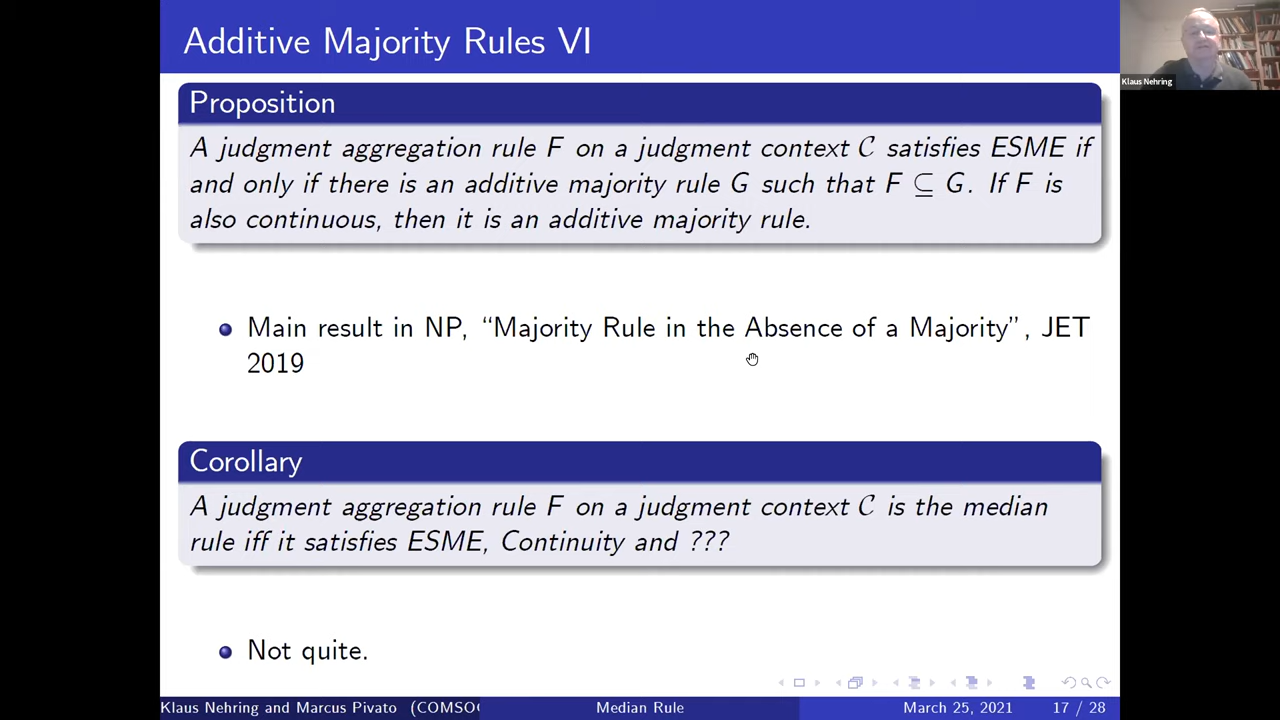 Additive Majority Rules VI
Klaus Nehring
Proposition
A judgment aggregation rule F on a judgment context 𝒞 satisfies ESME if
and only if there is an additive majority rule G such that F ⊆ G. If F is
also continuous, then it is an additive majority rule.
Main result in NP, “Majority Rule in the Absence of a Majority”, JET
2019
Corollary
A judgment aggregation rule F on a judgment context 𝒞 is the median
rule iff it satisfies ESME, Continuity and ???
Not quite.
Klaus Nehring and Marcus Pivato (COMSOC
Median Rule
March 25, 2021
17 / 28